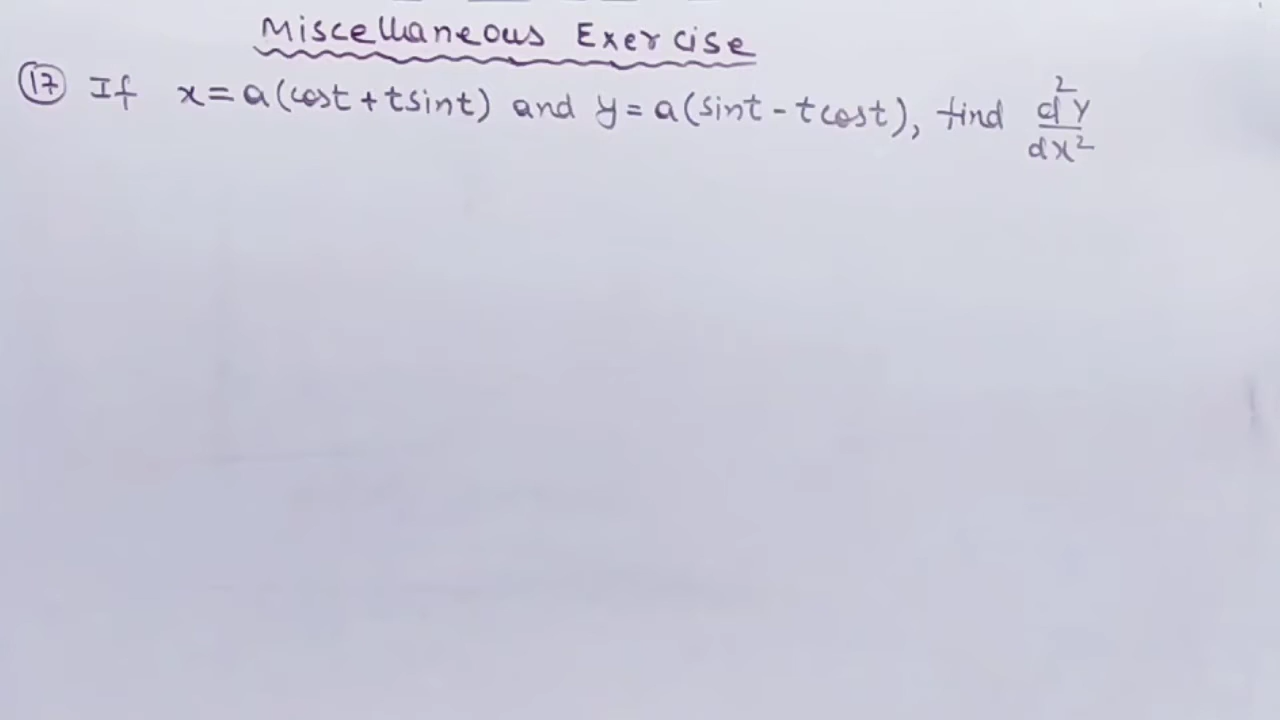 Miscellaneous Exercise
(17) If x = a(cost + tsint) and y = a(sint - tcost), find d²y/dx²